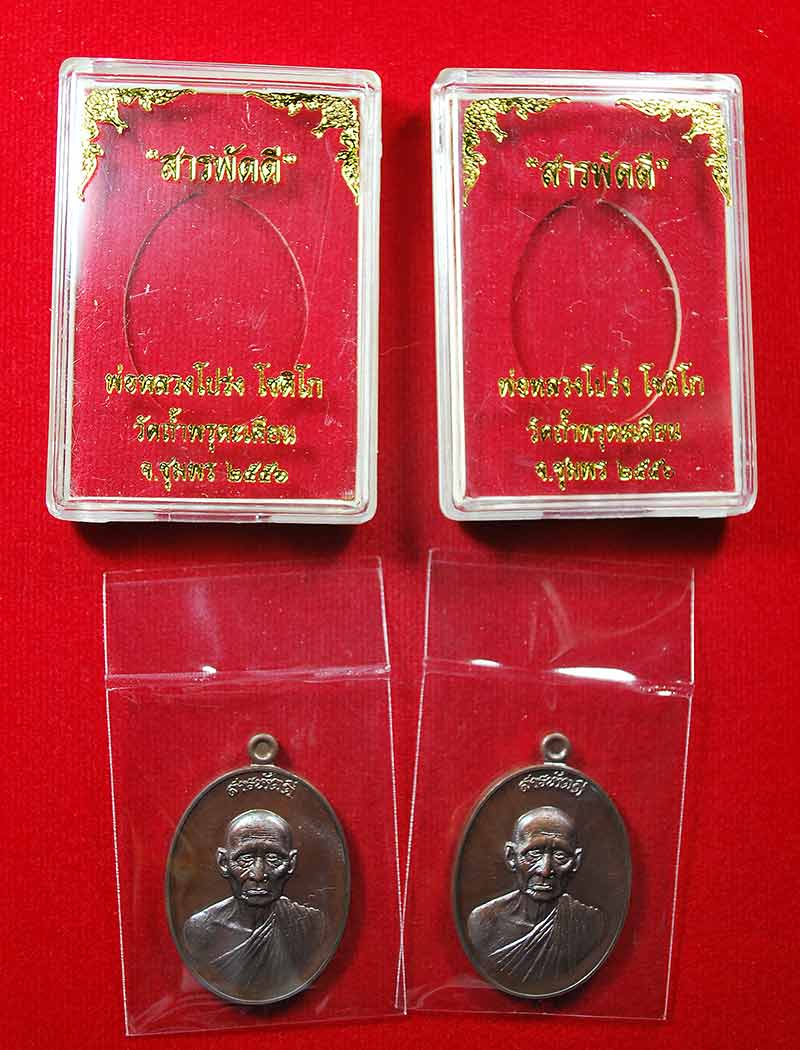 "สารพัดดี"
พ่อหลวงโปร่ง โชติโก
วัดถ้ำพรุตะเคียน
จ.ชุมพร ๒๕๕๖
"สารพัดดี"
พ่อหลวงโปร่ง โชติโก
วัดถ้ำพรุตะเคียน
จ.ชุมพร ๒๕๕๖
สารพัดดี
สารพัดดี